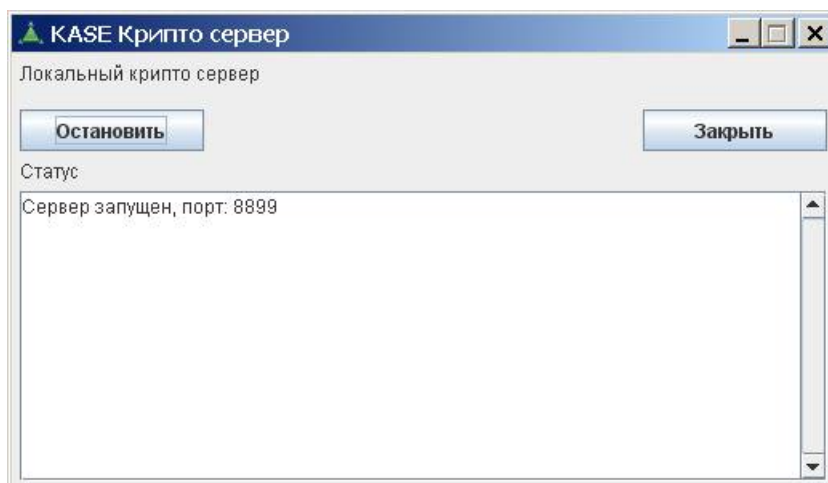 KASE Крипто сервер
Локальный крипто сервер
Остановить
Закрыть
Статус
Сервер запущен, порт: 8899